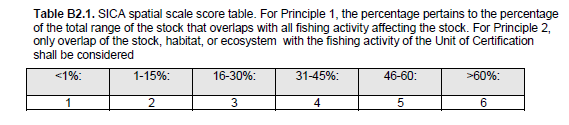 Table B2.1. SICA spatial scale score table. For Principle 1, the percentage pertains to the percentage
of the total range of the stock that overlaps with all fishing activity affecting the stock. For Principle 2,
only overlap of the stock, habitat, or ecosystem with the fishing activity of the Unit of Certification
shall be considered
<1%: 1-15%: 16-30%: 31-45%: 46-60: >60%:
1 2 3 4 5 6